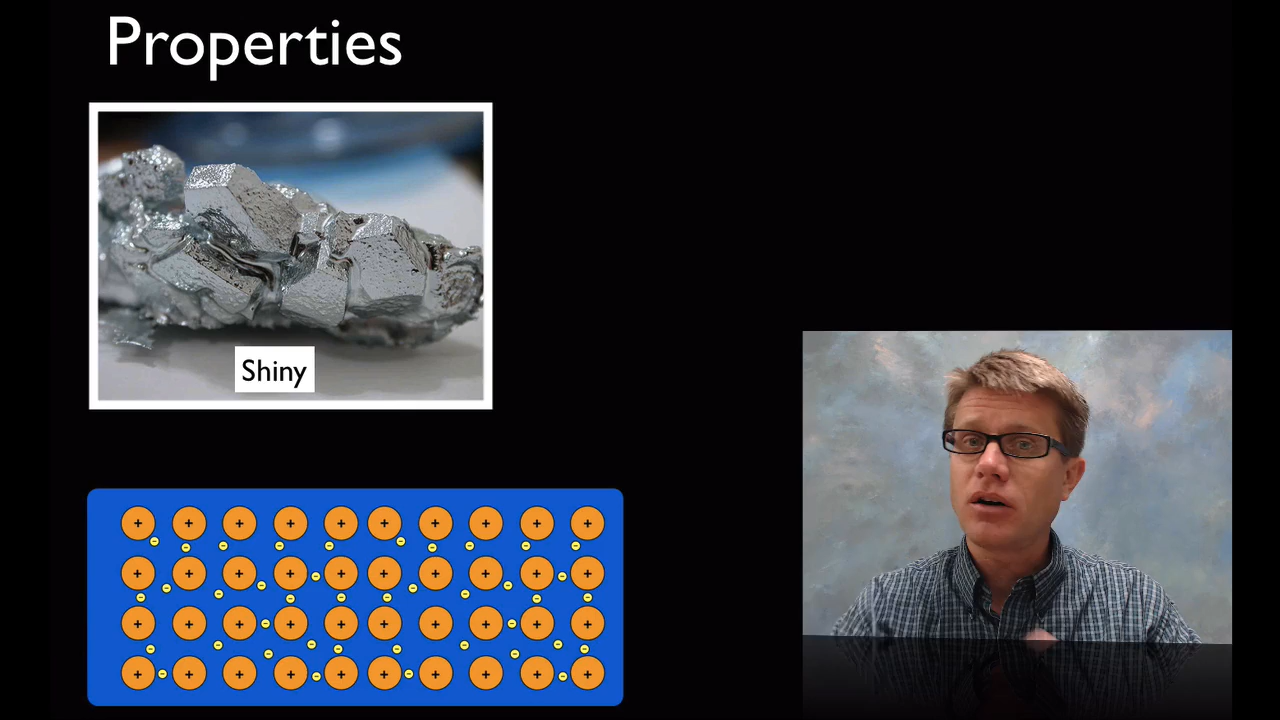 Properties
Shiny
+ + + + + + + + + +
+ + + + + + + + + +
+ + + + + + + + + +
+ + + + + + + + + +